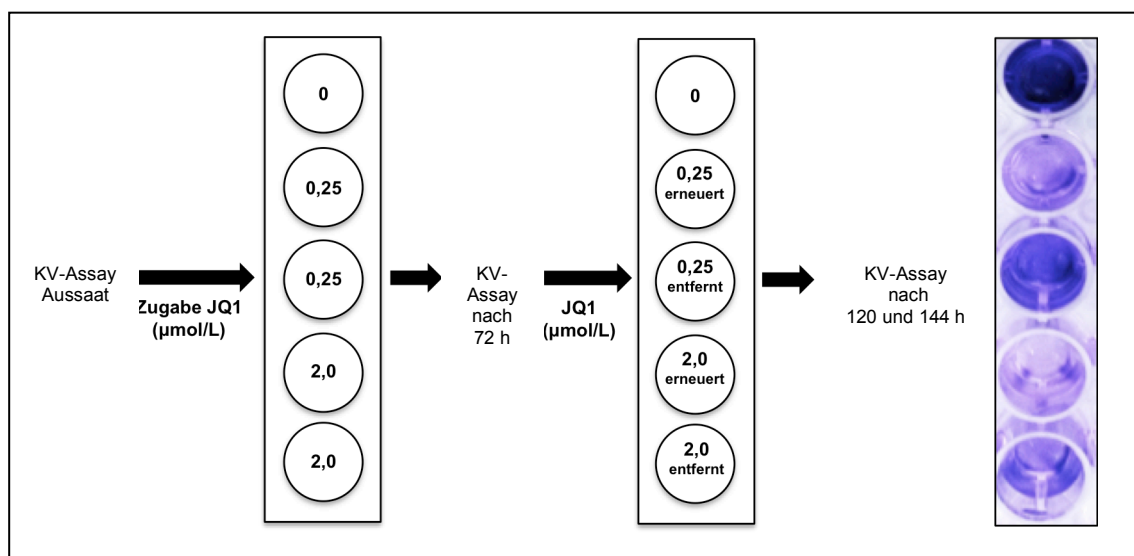 KV-Assay
Aussaat
Zugabe JQ1
(µmol/L)
0
0,25
0,25
2,0
2,0
KV-
Assay
nach
72 h
JQ1
(µmol/L)
0
0,25
erneuert
0,25
entfernt
2,0
erneuert
2,0
entfernt
KV-Assay
nach
120 und 144 h